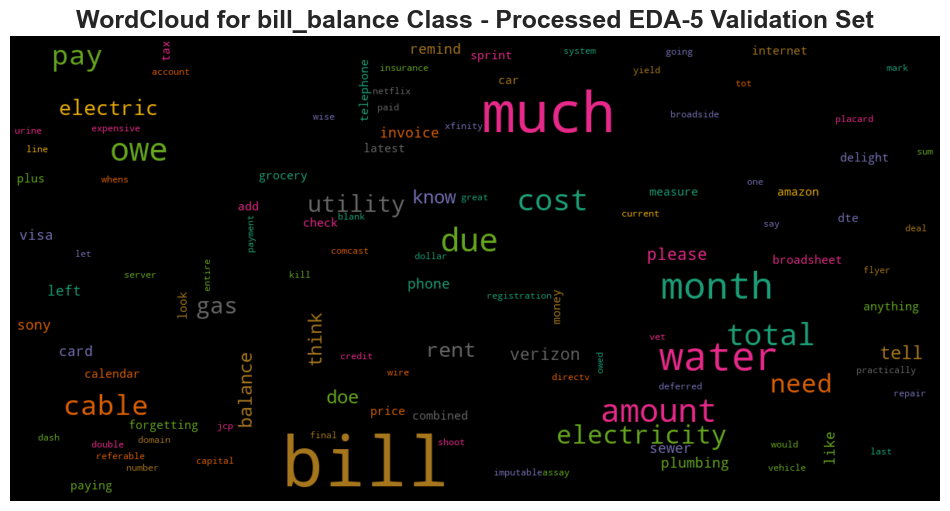 WordCloud for bill_balance Class - Processed EDA-5 Validation Set
pay tax remind sprint system going internet
account telephone insurance car yield mark
netflix tot
electric paid much
urine expensive wise xfinity invoice broadside placard
line owe latest delight sum
plus whens grocery know great cost measure one amazon
add utility current
visa payment check blank say dte deal
let comcast due dollar please broadsheet
server entire kill phone registration month flyer
left look gas money anything
sony think vet total
card balance credit rent verizon owed water tell
calendar wire directv deferred need practically repair
cable doe price combined amount
forgetting jcp
dash double domain final bill shoot electricity sewer would like last
referable number capital imputable assay plumbing vehicle
paying